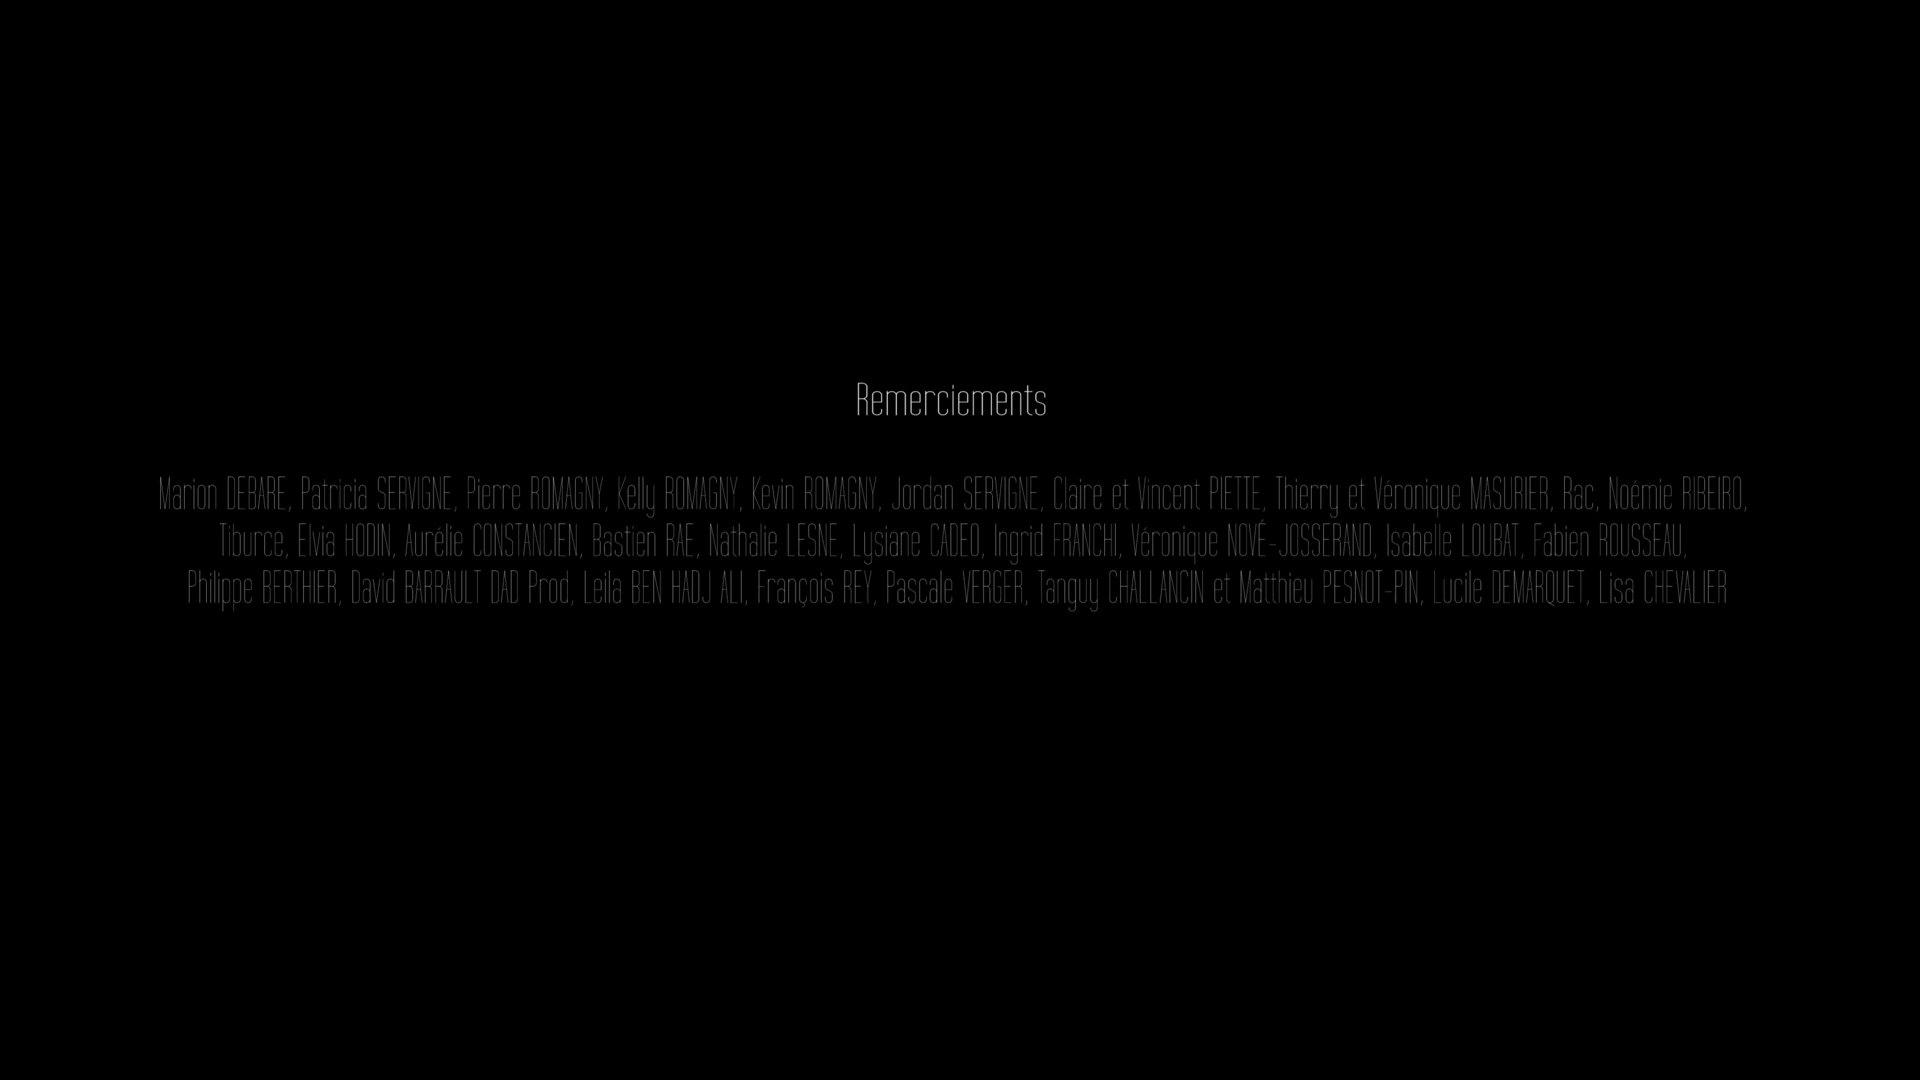 Remerciements
Marion DEBARE, Patricia SERVIGNE, Pierre ROMAGNY, Kelly ROMAGNY, Kevin ROMAGNY, Jordan SERVIGNE, Claire et Vincent PIETTE, Thierry et Véronique MASURIER, Rac, Noémie RIBEIRO,
Tiburce, Elvia HODIN, Aurélie CONSTANCIEN, Bastien RAE, Nathalie LESNE, Lysiane CADEO, Ingrid FRANCHI, Véronique NOVÉ-JOSSERAND, Isabelle LOUBAT, Fabien ROUSSEAU,
Philippe BERTHIER, David BARRAULT DAD Prod, Leila BEN HADJ ALI, François REY, Pascale VERGER, Tanguy CHALLANCIN et Matthieu PESNOT-PIN, Lucile DEMARQUET, Lisa CHEVALIER